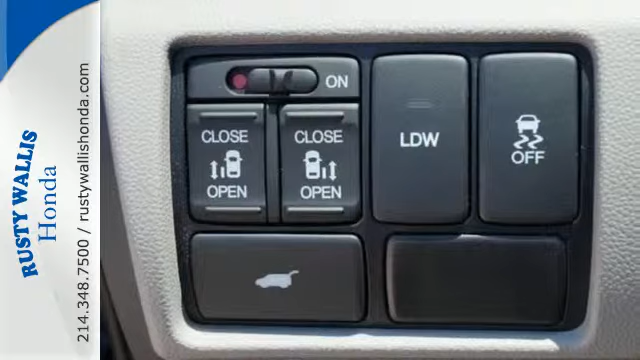 RUSTY WALLIS
Honda
214.348.7500 / rustywallishonda.com
ON
CLOSE
OPEN
CLOSE
OPEN
LDW
OFF